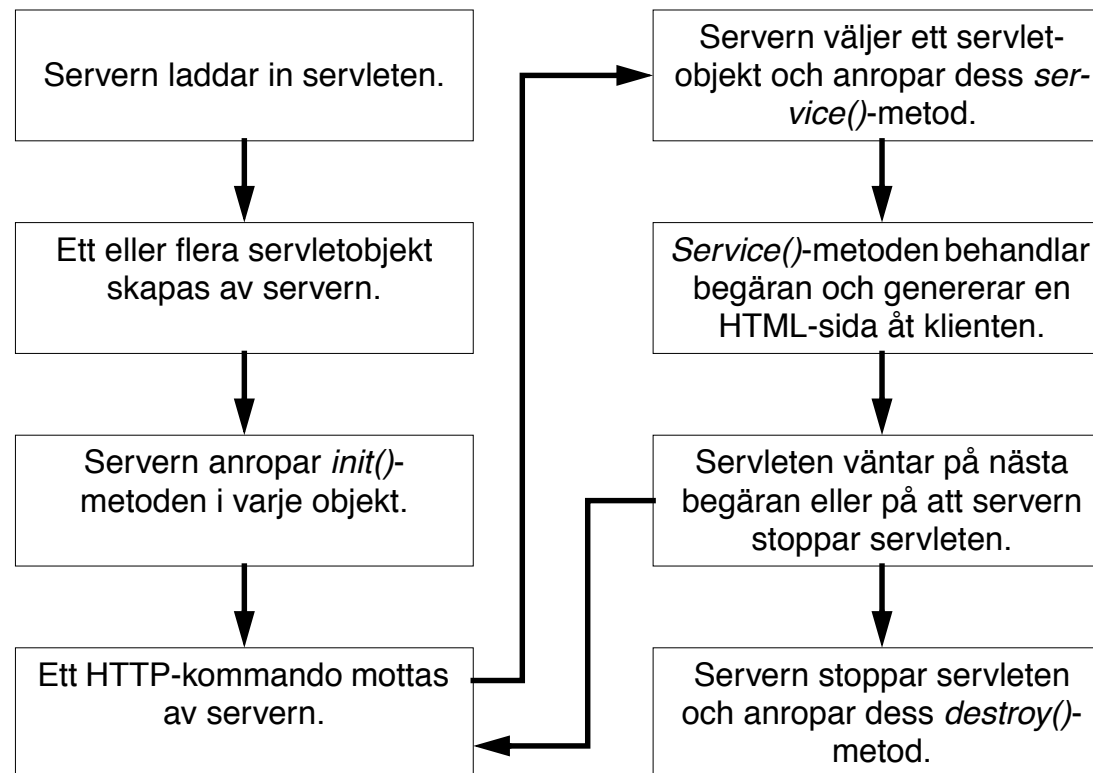 Servern laddar in servleten.
Ett eller flera servletobjekt
skapas av servern.
Servern anropar init()-
metoden i varje objekt.
Ett HTTP-kommando mottas
av servern.
Servern väljer ett servlet-
objekt och anropar dess ser-
vice()-metod.
Service()-metoden behandlar
begäran och genererar en
HTML-sida åt klienten.
Servleten väntar på nästa
begäran eller på att servern
stoppar servleten.
Servern stoppar servleten
och anropar dess destroy()-
metod.